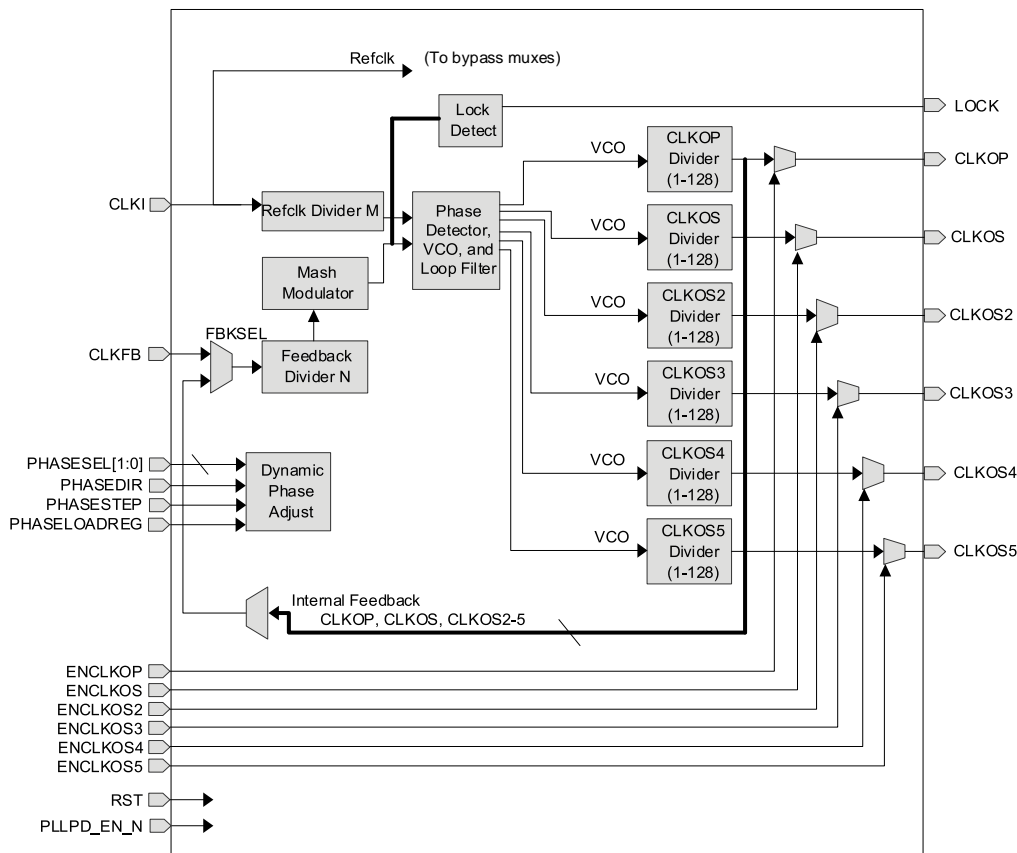 Refclk (To bypass muxes)
Lock
Detect
LOCK
VCO
CLKOP
Divider
(1-128)
CLKOP
CLKI
Refclk Divider M
Phase
Detector,
VCO, and
Loop Filter
VCO
CLKOS
Divider
(1-128)
CLKOS
Mash
Modulator
VCO
CLKOS2
Divider
(1-128)
CLKOS2
FBKSEL
CLKFB
Feedback
Divider N
VCO
CLKOS3
Divider
(1-128)
CLKOS3
PHASESEL[1:0]
PHASEDIR
PHASESTEP
PHASELOADREG
Dynamic
Phase
Adjust
VCO
CLKOS4
Divider
(1-128)
CLKOS4
VCO
CLKOS5
Divider
(1-128)
CLKOS5
Internal Feedback
CLKOP, CLKOS, CLKOS2-5
ENCLKOP
ENCLKOS
ENCLKOS2
ENCLKOS3
ENCLKOS4
ENCLKOS5
RST
PLLPD_EN_N